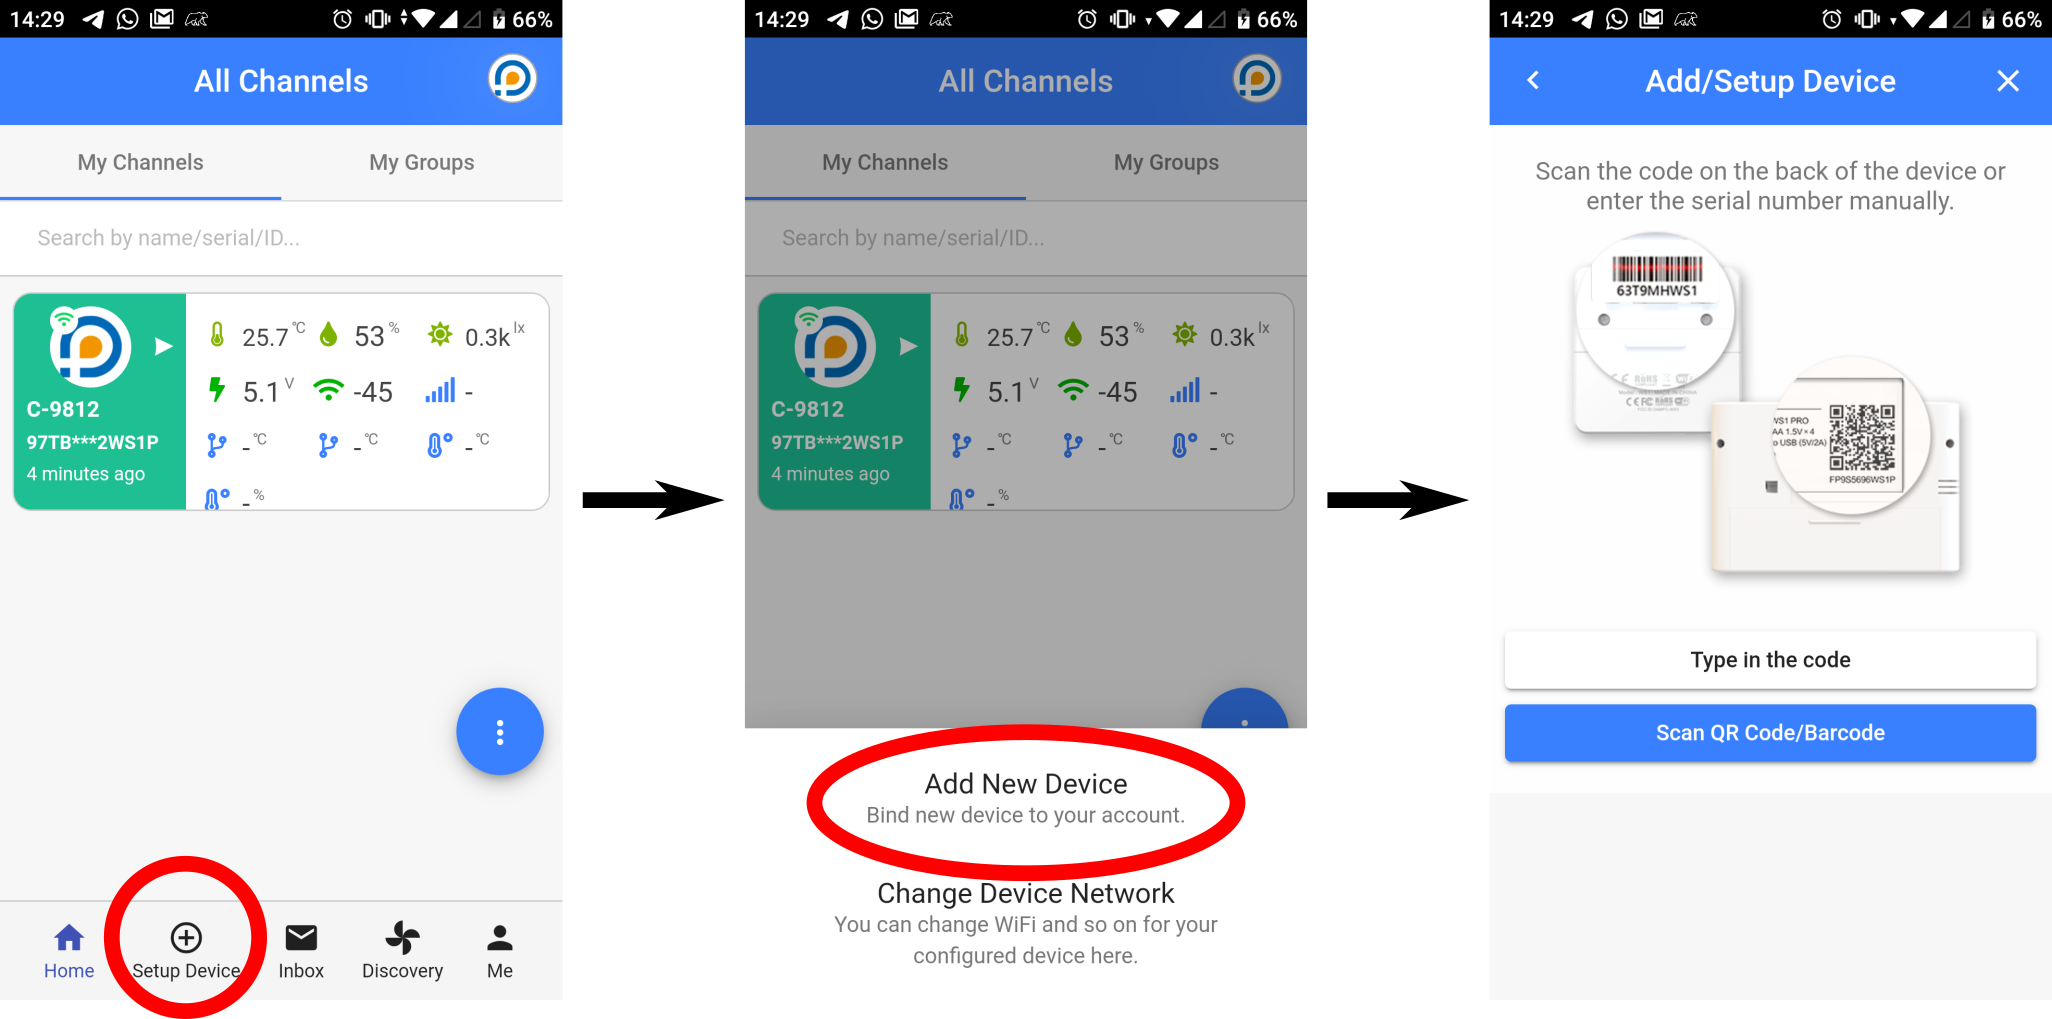 14:29
66%
All Channels
My Channels
My Groups
Search by name/serial/ID...
25.7 °C
53 %
0.3k lx
5.1 V
-45
-
C-9812
97TB***2WS1P
4 minutes ago
- °C
- °C
- °C
- %
Home
Setup Device
Inbox
Discovery
Me
14:29
66%
All Channels
My Channels
My Groups
Search by name/serial/ID...
25.7 °C
53 %
0.3k lx
5.1 V
-45
-
C-9812
97TB***2WS1P
4 minutes ago
- °C
- °C
- °C
- %
Add New Device
Bind new device to your account.
Change Device Network
You can change WiFi and so on for your
configured device here.
14:29
66%
Add/Setup Device
Scan the code on the back of the device or
enter the serial number manually.
63T9MHWS1
WS1 PRO
AA 1.5V×4
o USB (5V/2A)
FP9S5696WS1P
Type in the code
Scan QR Code/Barcode